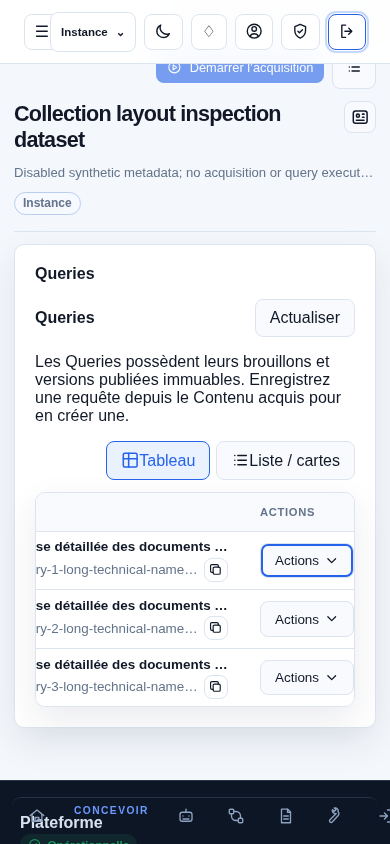 Instance
Démarrer l'acquisition
Collection layout inspection
dataset
Disabled synthetic metadata; no acquisition or query execut…
Instance
Queries
Queries
Actualiser
Les Queries possèdent leurs brouillons et
versions publiées immuables. Enregistrez
une requête depuis le Contenu acquis pour
en créer une.
Tableau
Liste / cartes
ACTIONS
se détaillée des documents …
ry-1-long-technical-name…
Actions
se détaillée des documents …
ry-2-long-technical-name…
Actions
se détaillée des documents …
ry-3-long-technical-name…
Actions
CONCEVOIR
Plateforme
Opérationnelle